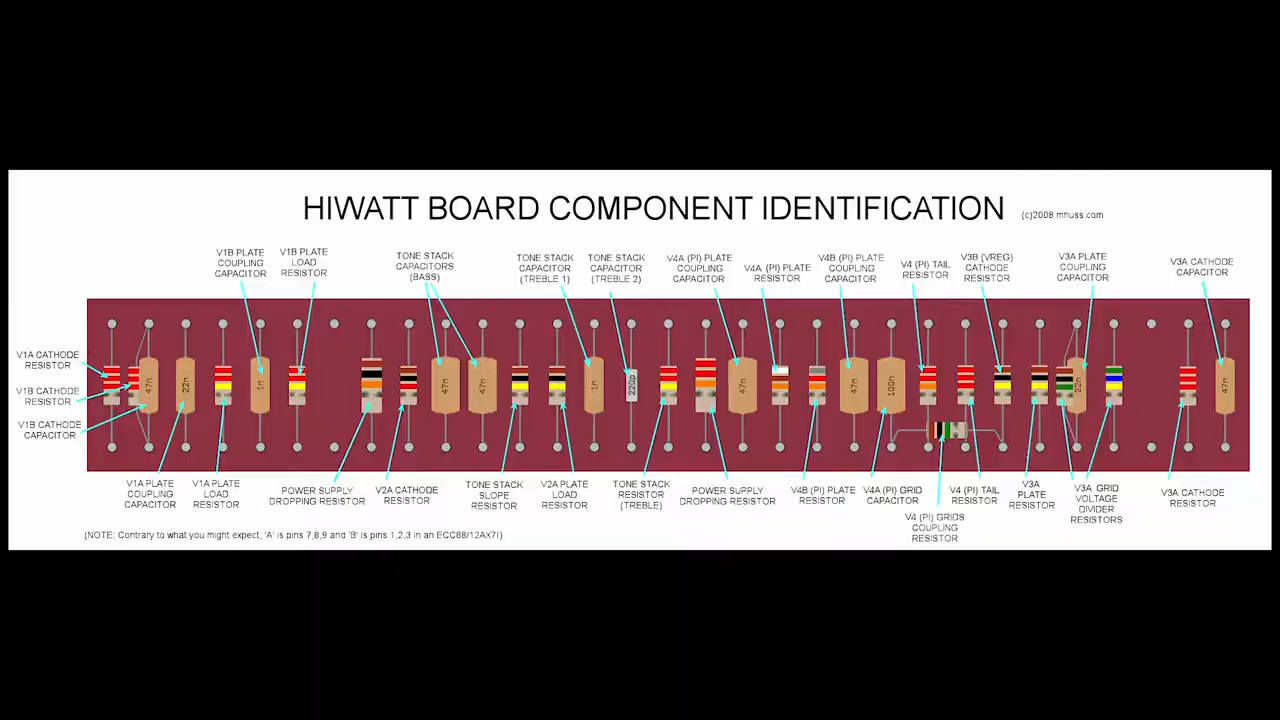 HIWATT BOARD COMPONENT IDENTIFICATION
(c)2008 mhuss.com
V1B PLATE
COUPLING
CAPACITOR
V1B PLATE
LOAD
RESISTOR
TONE STACK
CAPACITORS
(BASS)
TONE STACK
CAPACITOR
(TREBLE 1)
TONE STACK
CAPACITOR
(TREBLE 2)
V4A (PI) PLATE
COUPLING
CAPACITOR
V4A (PI) PLATE
RESISTOR
V4B (PI) PLATE
COUPLING
CAPACITOR
V4 (PI) TAIL
RESISTOR
V3B (VREG)
CATHODE
RESISTOR
V3A PLATE
COUPLING
CAPACITOR
V3A CATHODE
CAPACITOR
V1A CATHODE
RESISTOR
V1B CATHODE
RESISTOR
V1B CATHODE
CAPACITOR
47n
22n
1n
47n
47n
1n
220p
47n
47n
100n
22n
47n
V1A PLATE
COUPLING
CAPACITOR
V1A PLATE
LOAD
RESISTOR
POWER SUPPLY
DROPPING RESISTOR
V2A CATHODE
RESISTOR
TONE STACK
SLOPE
RESISTOR
V2A PLATE
LOAD
RESISTOR
TONE STACK
RESISTOR
(TREBLE)
POWER SUPPLY
DROPPING RESISTOR
V4B (PI) PLATE
RESISTOR
V4A (PI) GRID
CAPACITOR
V4 (PI) GRIDS
COUPLING
RESISTOR
V4 (PI) TAIL
RESISTOR
V3A
PLATE
RESISTOR
V3A GRID
VOLTAGE
DIVIDER
RESISTORS
V3A CATHODE
RESISTOR
(NOTE: Contrary to what you might expect, 'A' is pins 7,8,9 and 'B' is pins 1,2,3 in an ECC88/12AX7!)